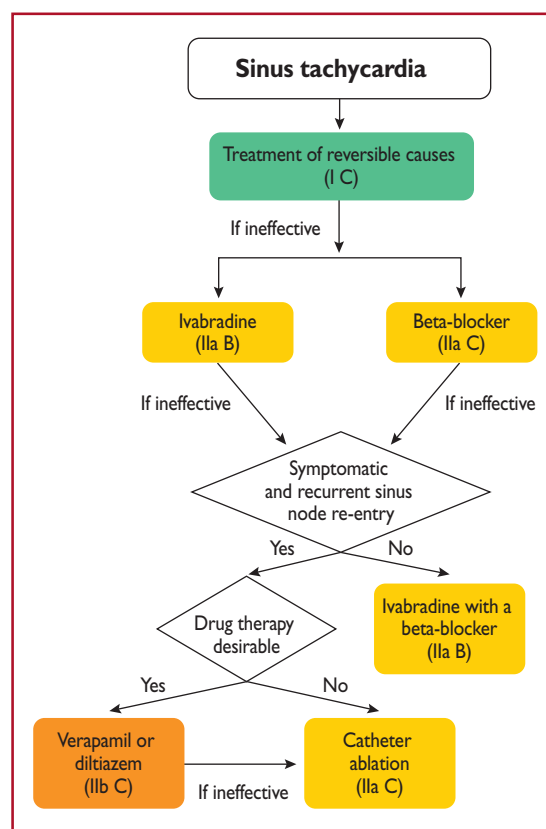 Sinus tachycardia
Treatment of reversible causes
(I C)
If ineffective
Ivabradine
(IIa B)
Beta-blocker
(IIa C)
If ineffective
If ineffective
Symptomatic
and recurrent sinus
node re-entry
Yes
No
Drug therapy
desirable
Ivabradine with a
beta-blocker
(IIa B)
Yes
No
Verapamil or
diltiazem
(IIb C)
If ineffective
Catheter
ablation
(IIa C)